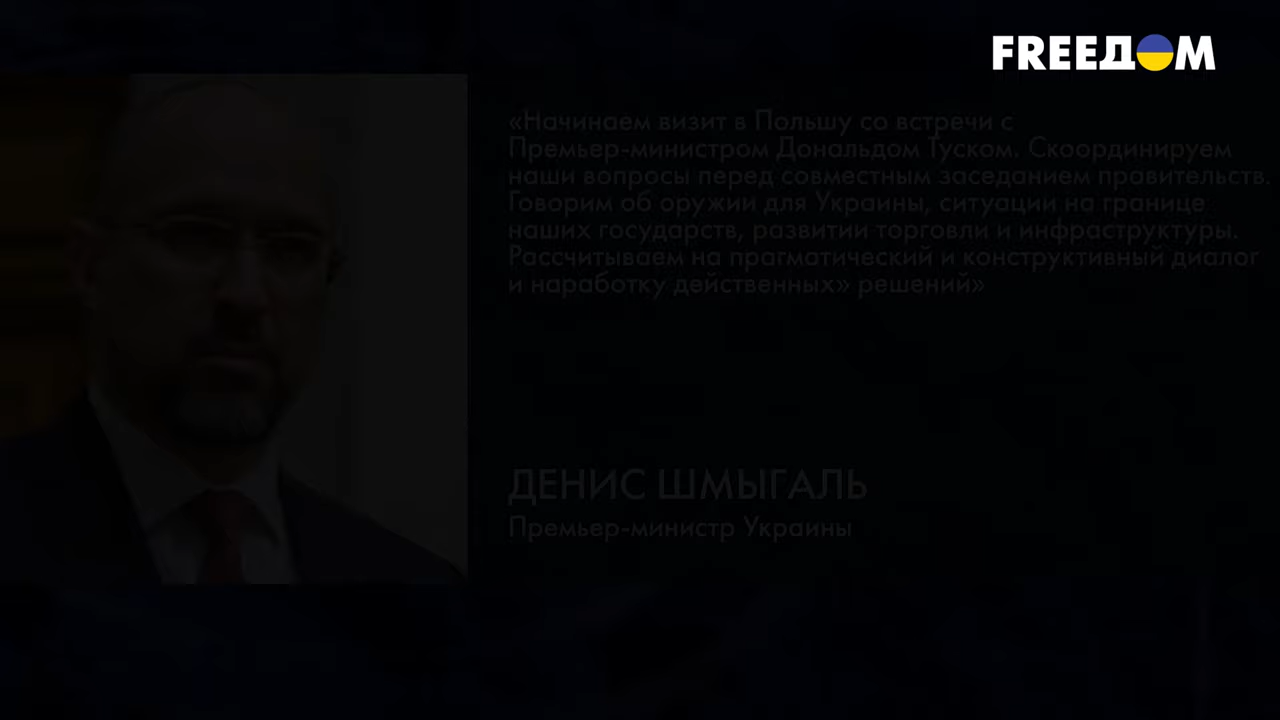 FREEДOM
«Начинаем визит в Польшу со встречи с
Премьер-министром Дональдом Туском. Скоординируем
наши вопросы перед совместным заседанием правительств.
Говорим об оружии для Украины, ситуации на границе
наших государств, развитии торговли и инфраструктуры.
Рассчитываем на прагматический и конструктивный диалог
и наработку действенных» решений»
ДЕНИС ШМЫГАЛЬ
Премьер-министр Украины